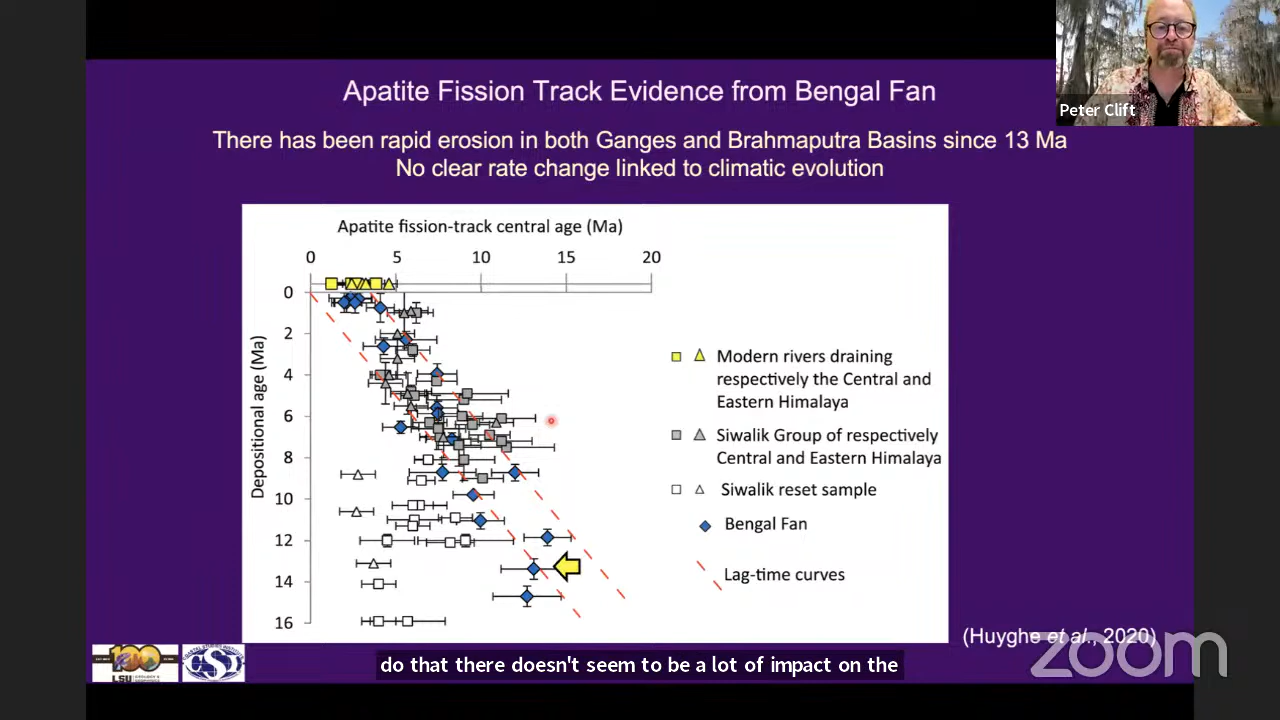 Apatite Fission Track Evidence from Bengal Fan
There has been rapid erosion in both Ganges and Brahmaputra Basins since 13 Ma
No clear rate change linked to climatic evolution
Peter Clift
Apatite fission-track central age (Ma)
0 5 10 15 20
Depositional age (Ma)
0
2
4
6
8
10
12
14
16
Modern rivers draining
respectively the Central and
Eastern Himalaya
Siwalik Group of respectively
Central and Eastern Himalaya
Siwalik reset sample
Bengal Fan
Lag-time curves
(Huyghe et al., 2020)
zoom
100
LSU
CSI
do that there doesn't seem to be a lot of impact on the